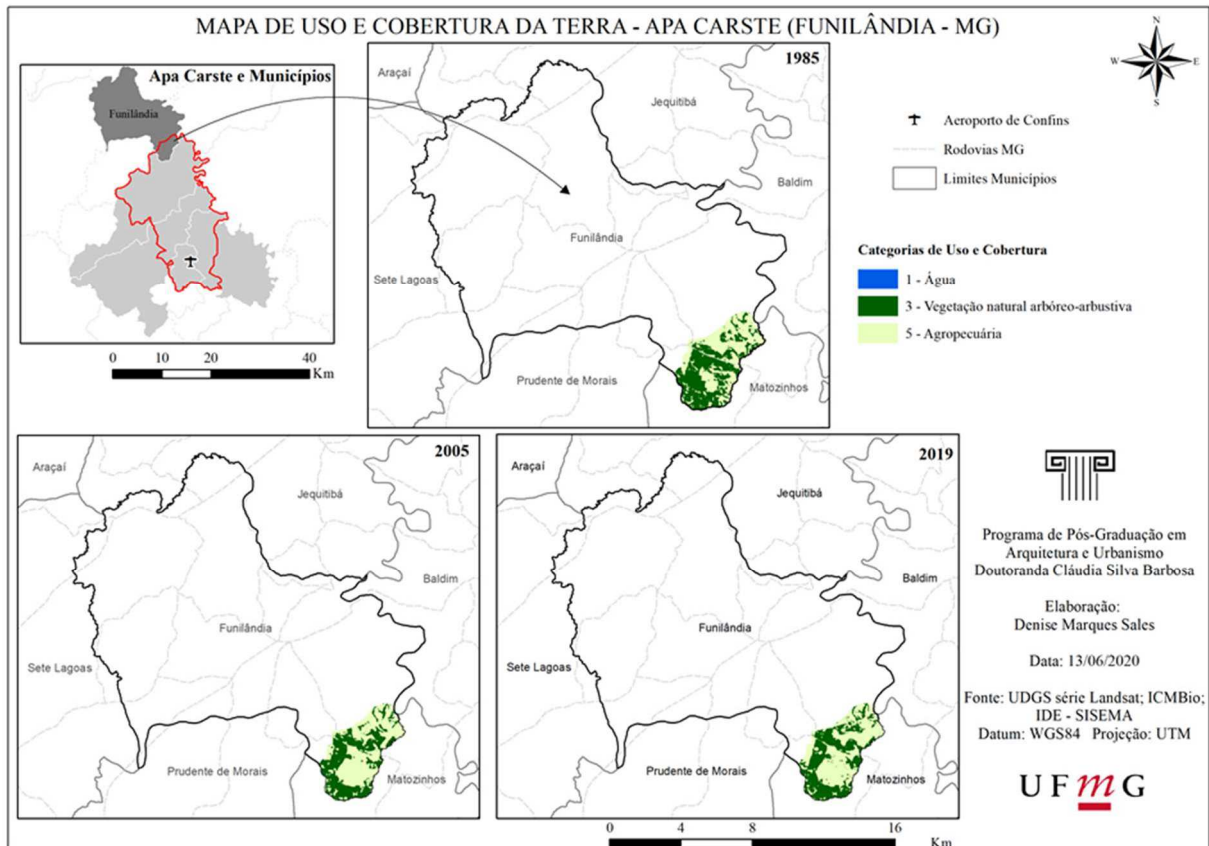 MAPA DE USO E COBERTURA DA TERRA - APA CARSTE (FUNILÂNDIA - MG)
Apa Carste e Municípios
Funilândia
0 10 20 40
Km
1985
Araçaí
Jequitibá
Baldim
Funilândia
Sete Lagoas
Prudente de Morais
Matozinhos
N
W E
S
Aeroporto de Confins
Rodovias MG
Limites Municípios
Categorias de Uso e Cobertura
1 - Água
3 - Vegetação natural arbóreo-arbustiva
5 - Agropecuária
2005
Araçaí
Jequitibá
Baldim
Funilândia
Sete Lagoas
Prudente de Morais
Matozinhos
2019
Araçaí
Jequitibá
Baldim
Funilândia
Sete Lagoas
Prudente de Morais
Matozinhos
0 4 8 16
Km
Programa de Pós-Graduação em
Arquitetura e Urbanismo
Doutoranda Cláudia Silva Barbosa
Elaboração:
Denise Marques Sales
Data: 13/06/2020
Fonte: UDGS série Landsat; ICMBio;
IDE - SISEMA
Datum: WGS84 Projeção: UTM
UFmG